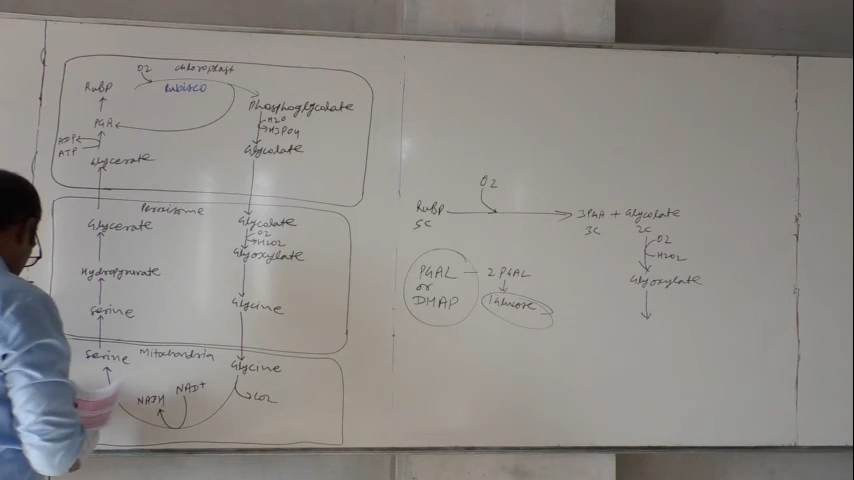 O2 chloroplast
RuBP Rubisco
Phosphoglycolate
PGA H2O
H3PO4
ADP
ATP Glycolate
Glycerate
Peroxisome
Glycerate Glycolate
O2
H2O2
Glyoxylate
Hydropyruvate
Serine Glycine
Serine Mitochondria Glycine
NADH NAD+ CO2
O2
RuBP 3PGA + Glycolate
5C 3C 2C
O2
H2O2
Glyoxylate
PGAL 2 PGAL
or
DHAP 1Glucose